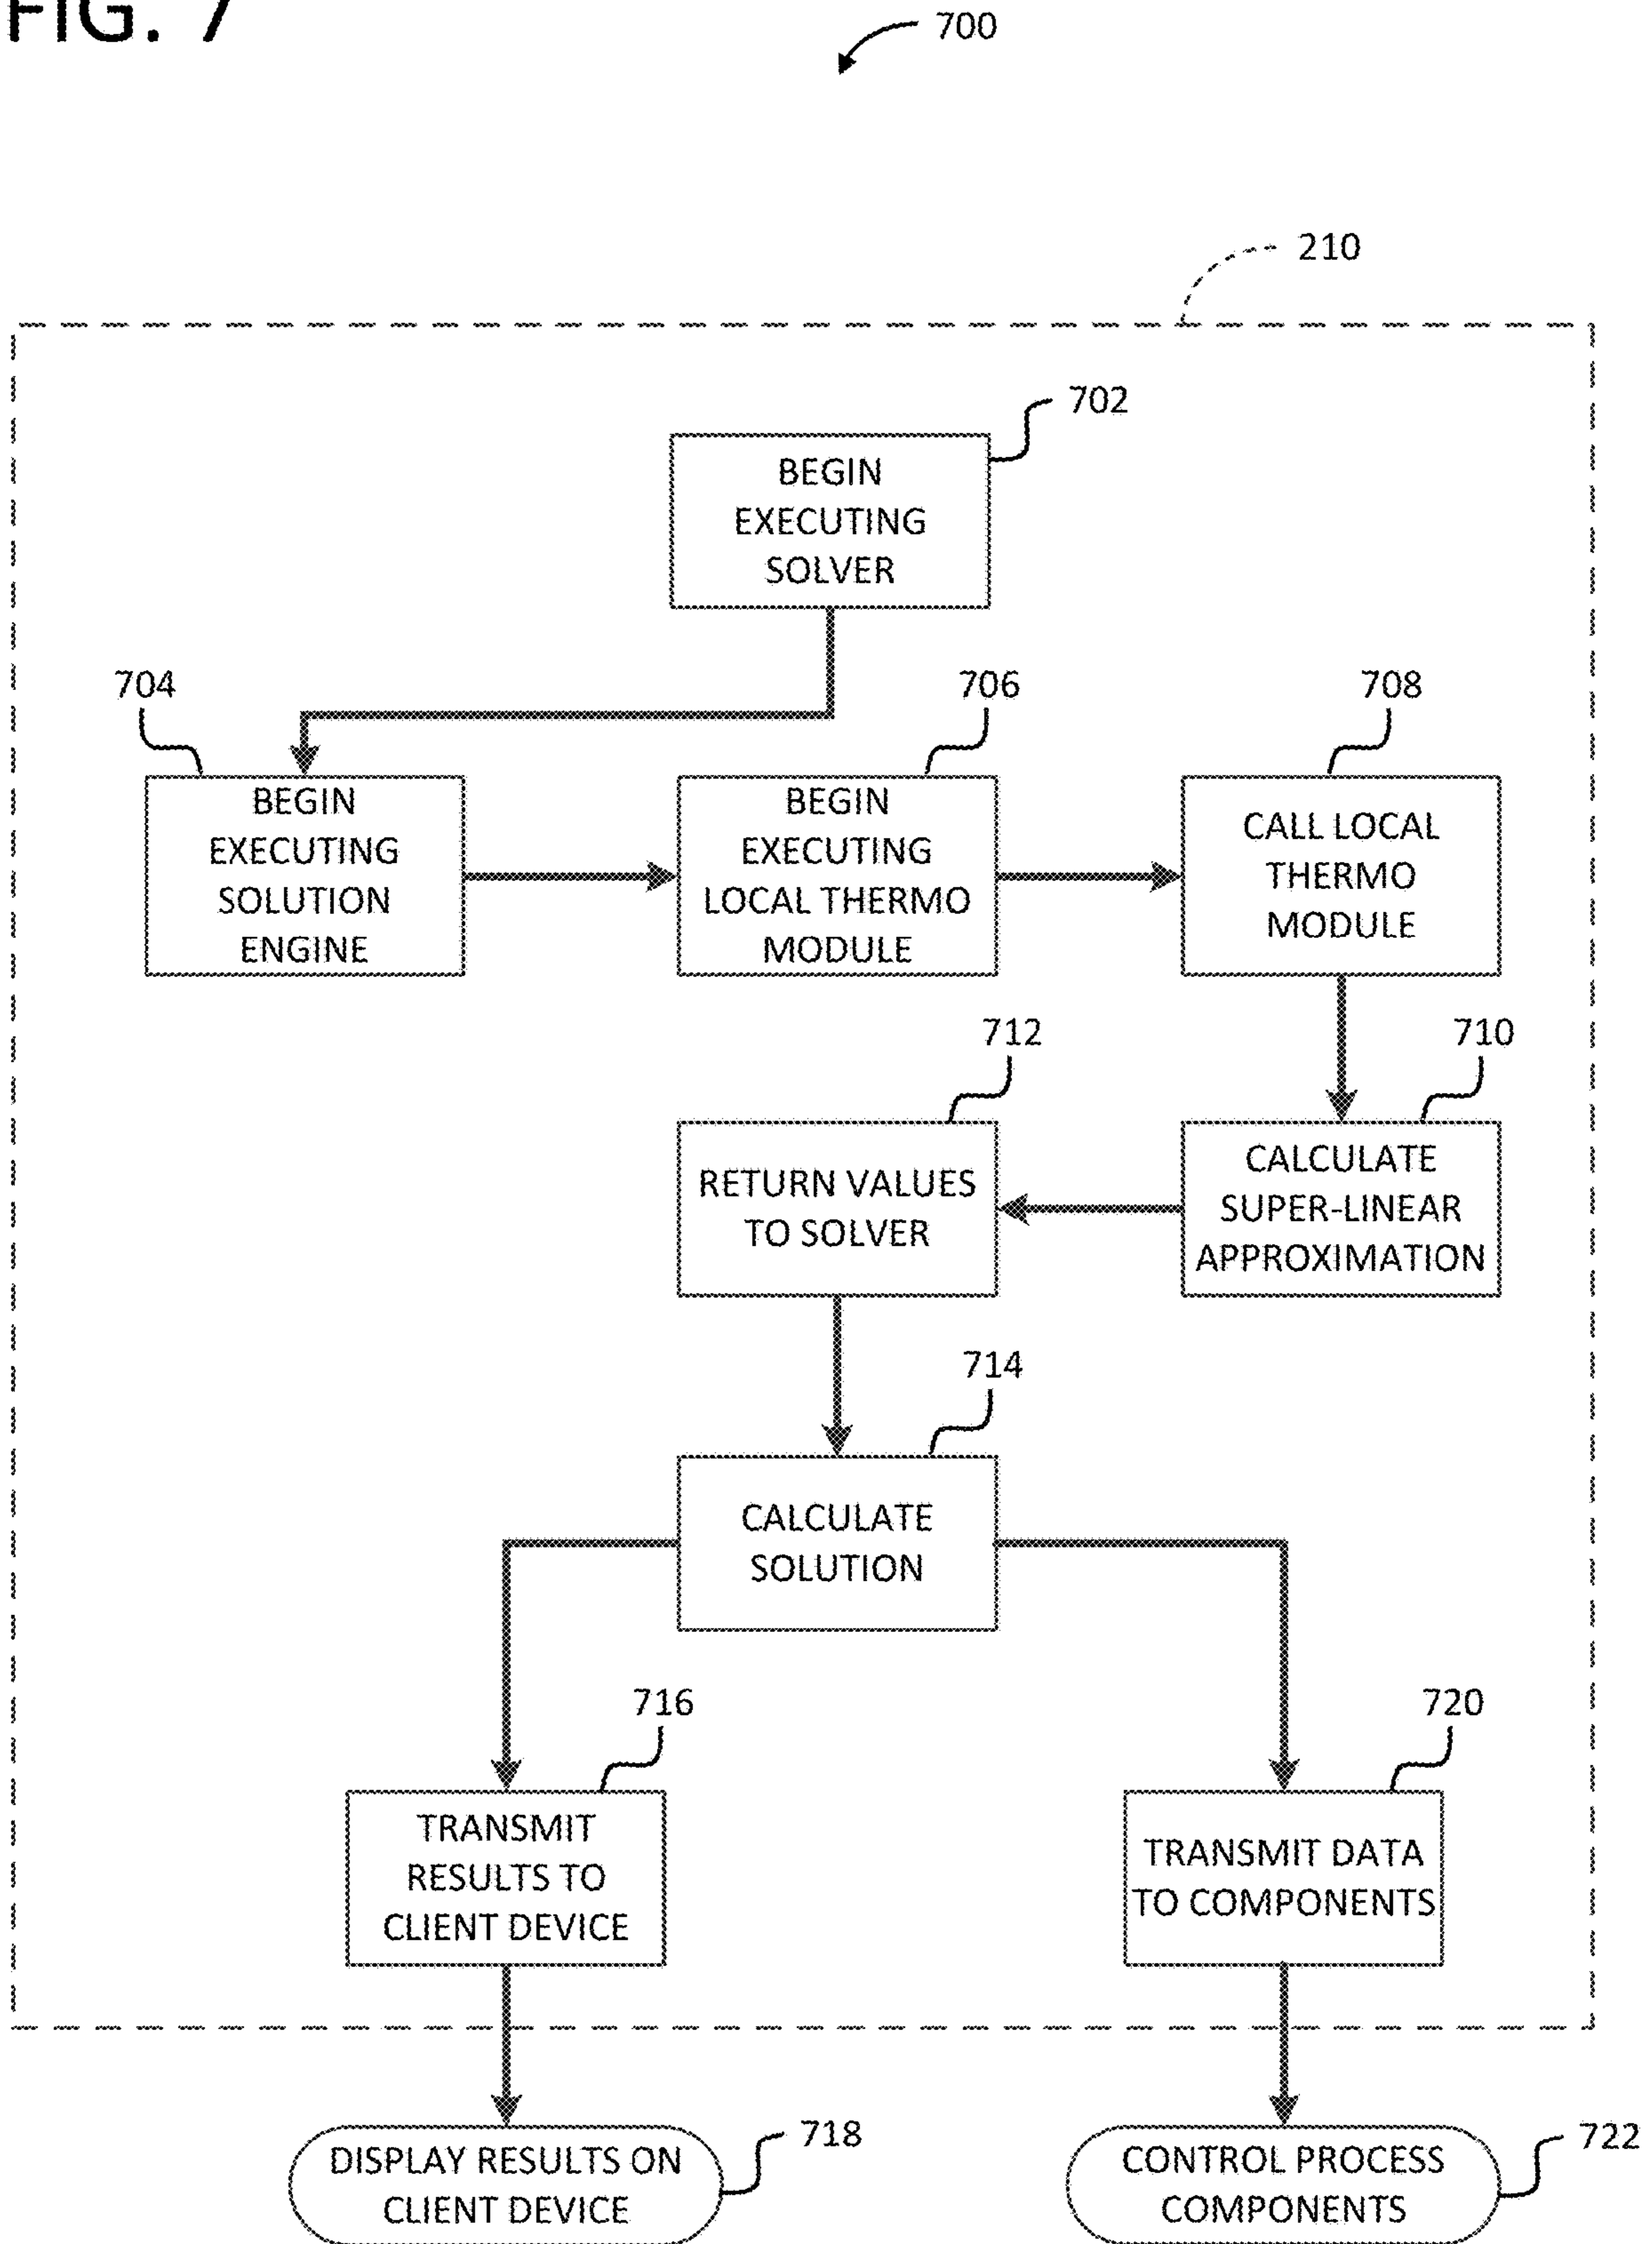 FIG. 7
700
210
702
BEGIN
EXECUTING
SOLVER
704
706
708
BEGIN
EXECUTING
SOLUTION
ENGINE
BEGIN
EXECUTING
LOCAL THERMO
MODULE
CALL LOCAL
THERMO
MODULE
712
710
RETURN VALUES
TO SOLVER
CALCULATE
SUPER-LINEAR
APPROXIMATION
714
CALCULATE
SOLUTION
716
720
TRANSMIT
RESULTS TO
CLIENT DEVICE
TRANSMIT DATA
TO COMPONENTS
DISPLAY RESULTS ON
CLIENT DEVICE
718
CONTROL PROCESS
COMPONENTS
722